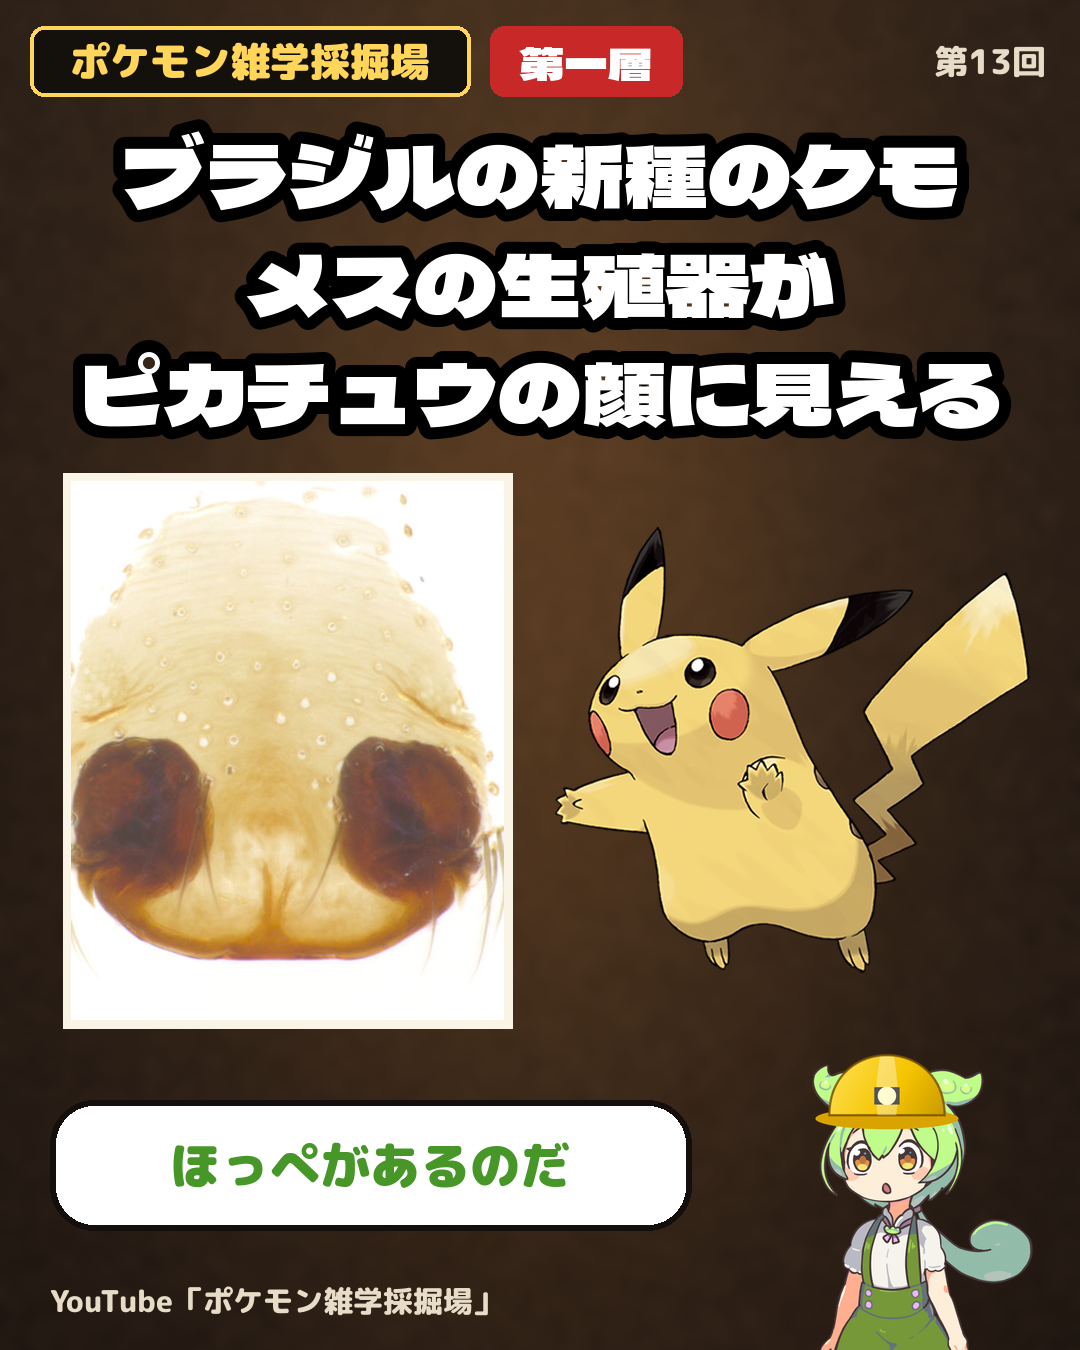 ポケモン雑学採掘場
第一層
第13回
ブラジルの新種のクモ
メスの生殖器が
ピカチュウの顔に見える
ほっぺがあるのだ
YouTube「ポケモン雑学採掘場」